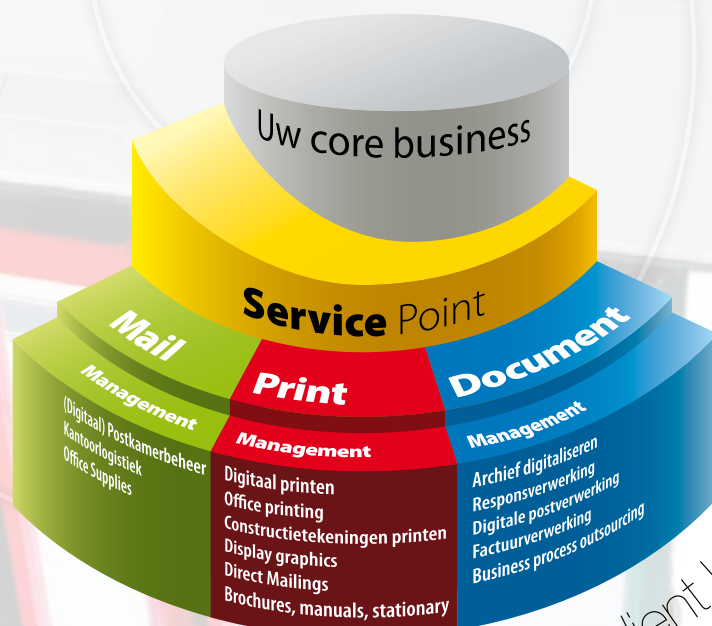 Uw core business
Service Point
Mail
Management
(Digitaal) Postkamerbeheer
Kantoorlogistiek
Office Supplies
Print
Management
Digitaal printen
Office printing
Constructietekeningen printen
Display graphics
Direct Mailings
Brochures, manuals, stationary
Document
Management
Archief digitaliseren
Responsverwerking
Digitale postverwerking
Factuurverwerking
Business process outsourcing